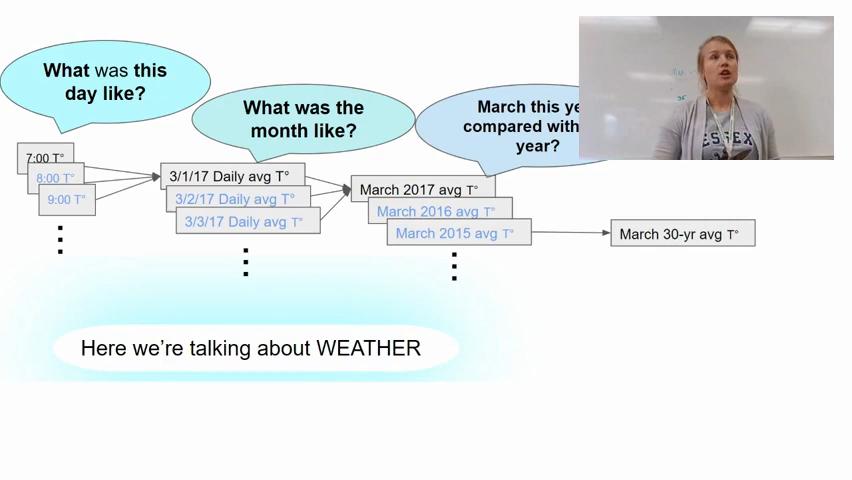 What was this
day like?
What was the
month like?
March this ye
compared with
year?
7:00 T°
8:00 T°
9:00 T°
3/1/17 Daily avg T°
3/2/17 Daily avg T°
3/3/17 Daily avg T°
March 2017 avg T°
March 2016 avg T°
March 2015 avg T°
March 30-yr avg T°
Here we're talking about WEATHER
ESSEX